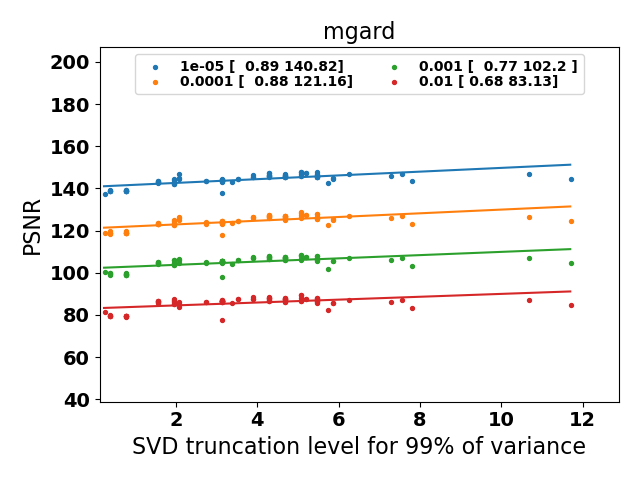 mgard
1e-05 [  0.89 140.82]
0.0001 [  0.88 121.16]
0.001 [  0.77 102.2 ]
0.01 [ 0.68 83.13]
PSNR
200
180
160
140
120
100
80
60
40
2 4 6 8 10 12
SVD truncation level for 99% of variance